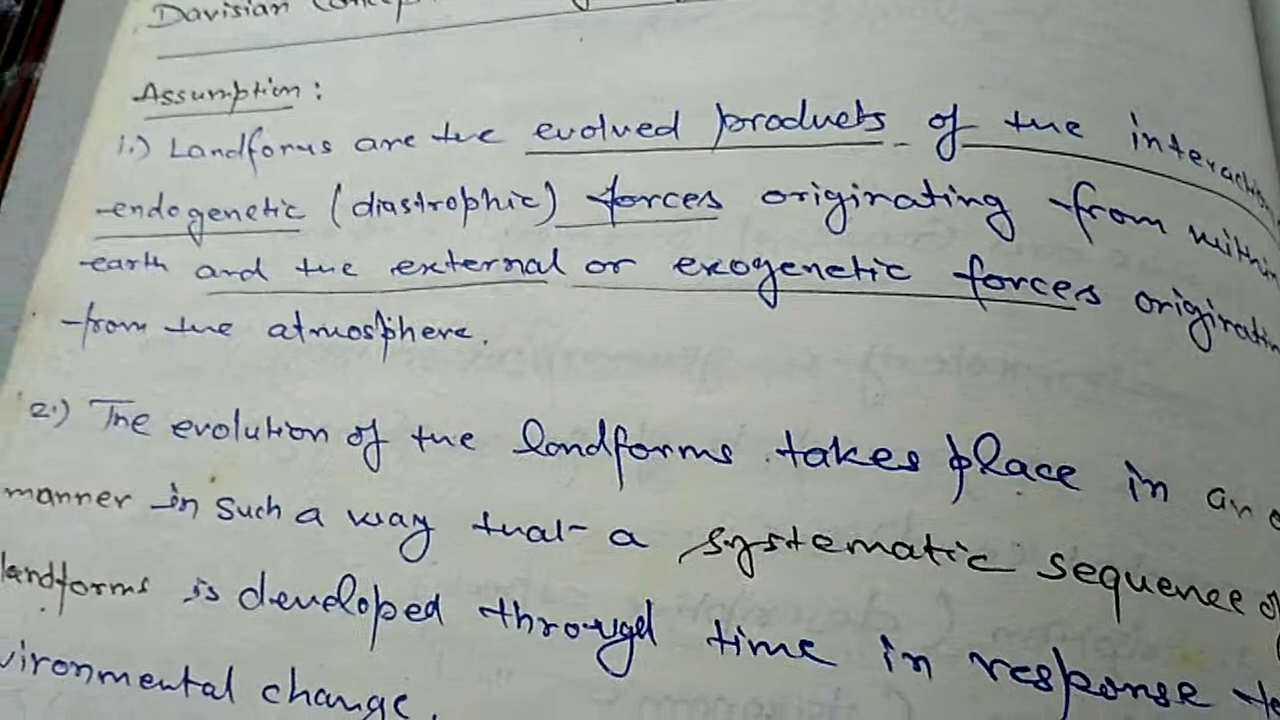 Davisian
Assumption:
1.) Landforms are the evolved products of the interaction
endogenetic (diastrophic) forces originating from within
earth and the external or exogenetic forces originatin
from the atmosphere.
2.) The evolution of the landforms takes place in an o
manner in such a way that a systematic sequence of
landforms is developed through time in response to
vironmental change.